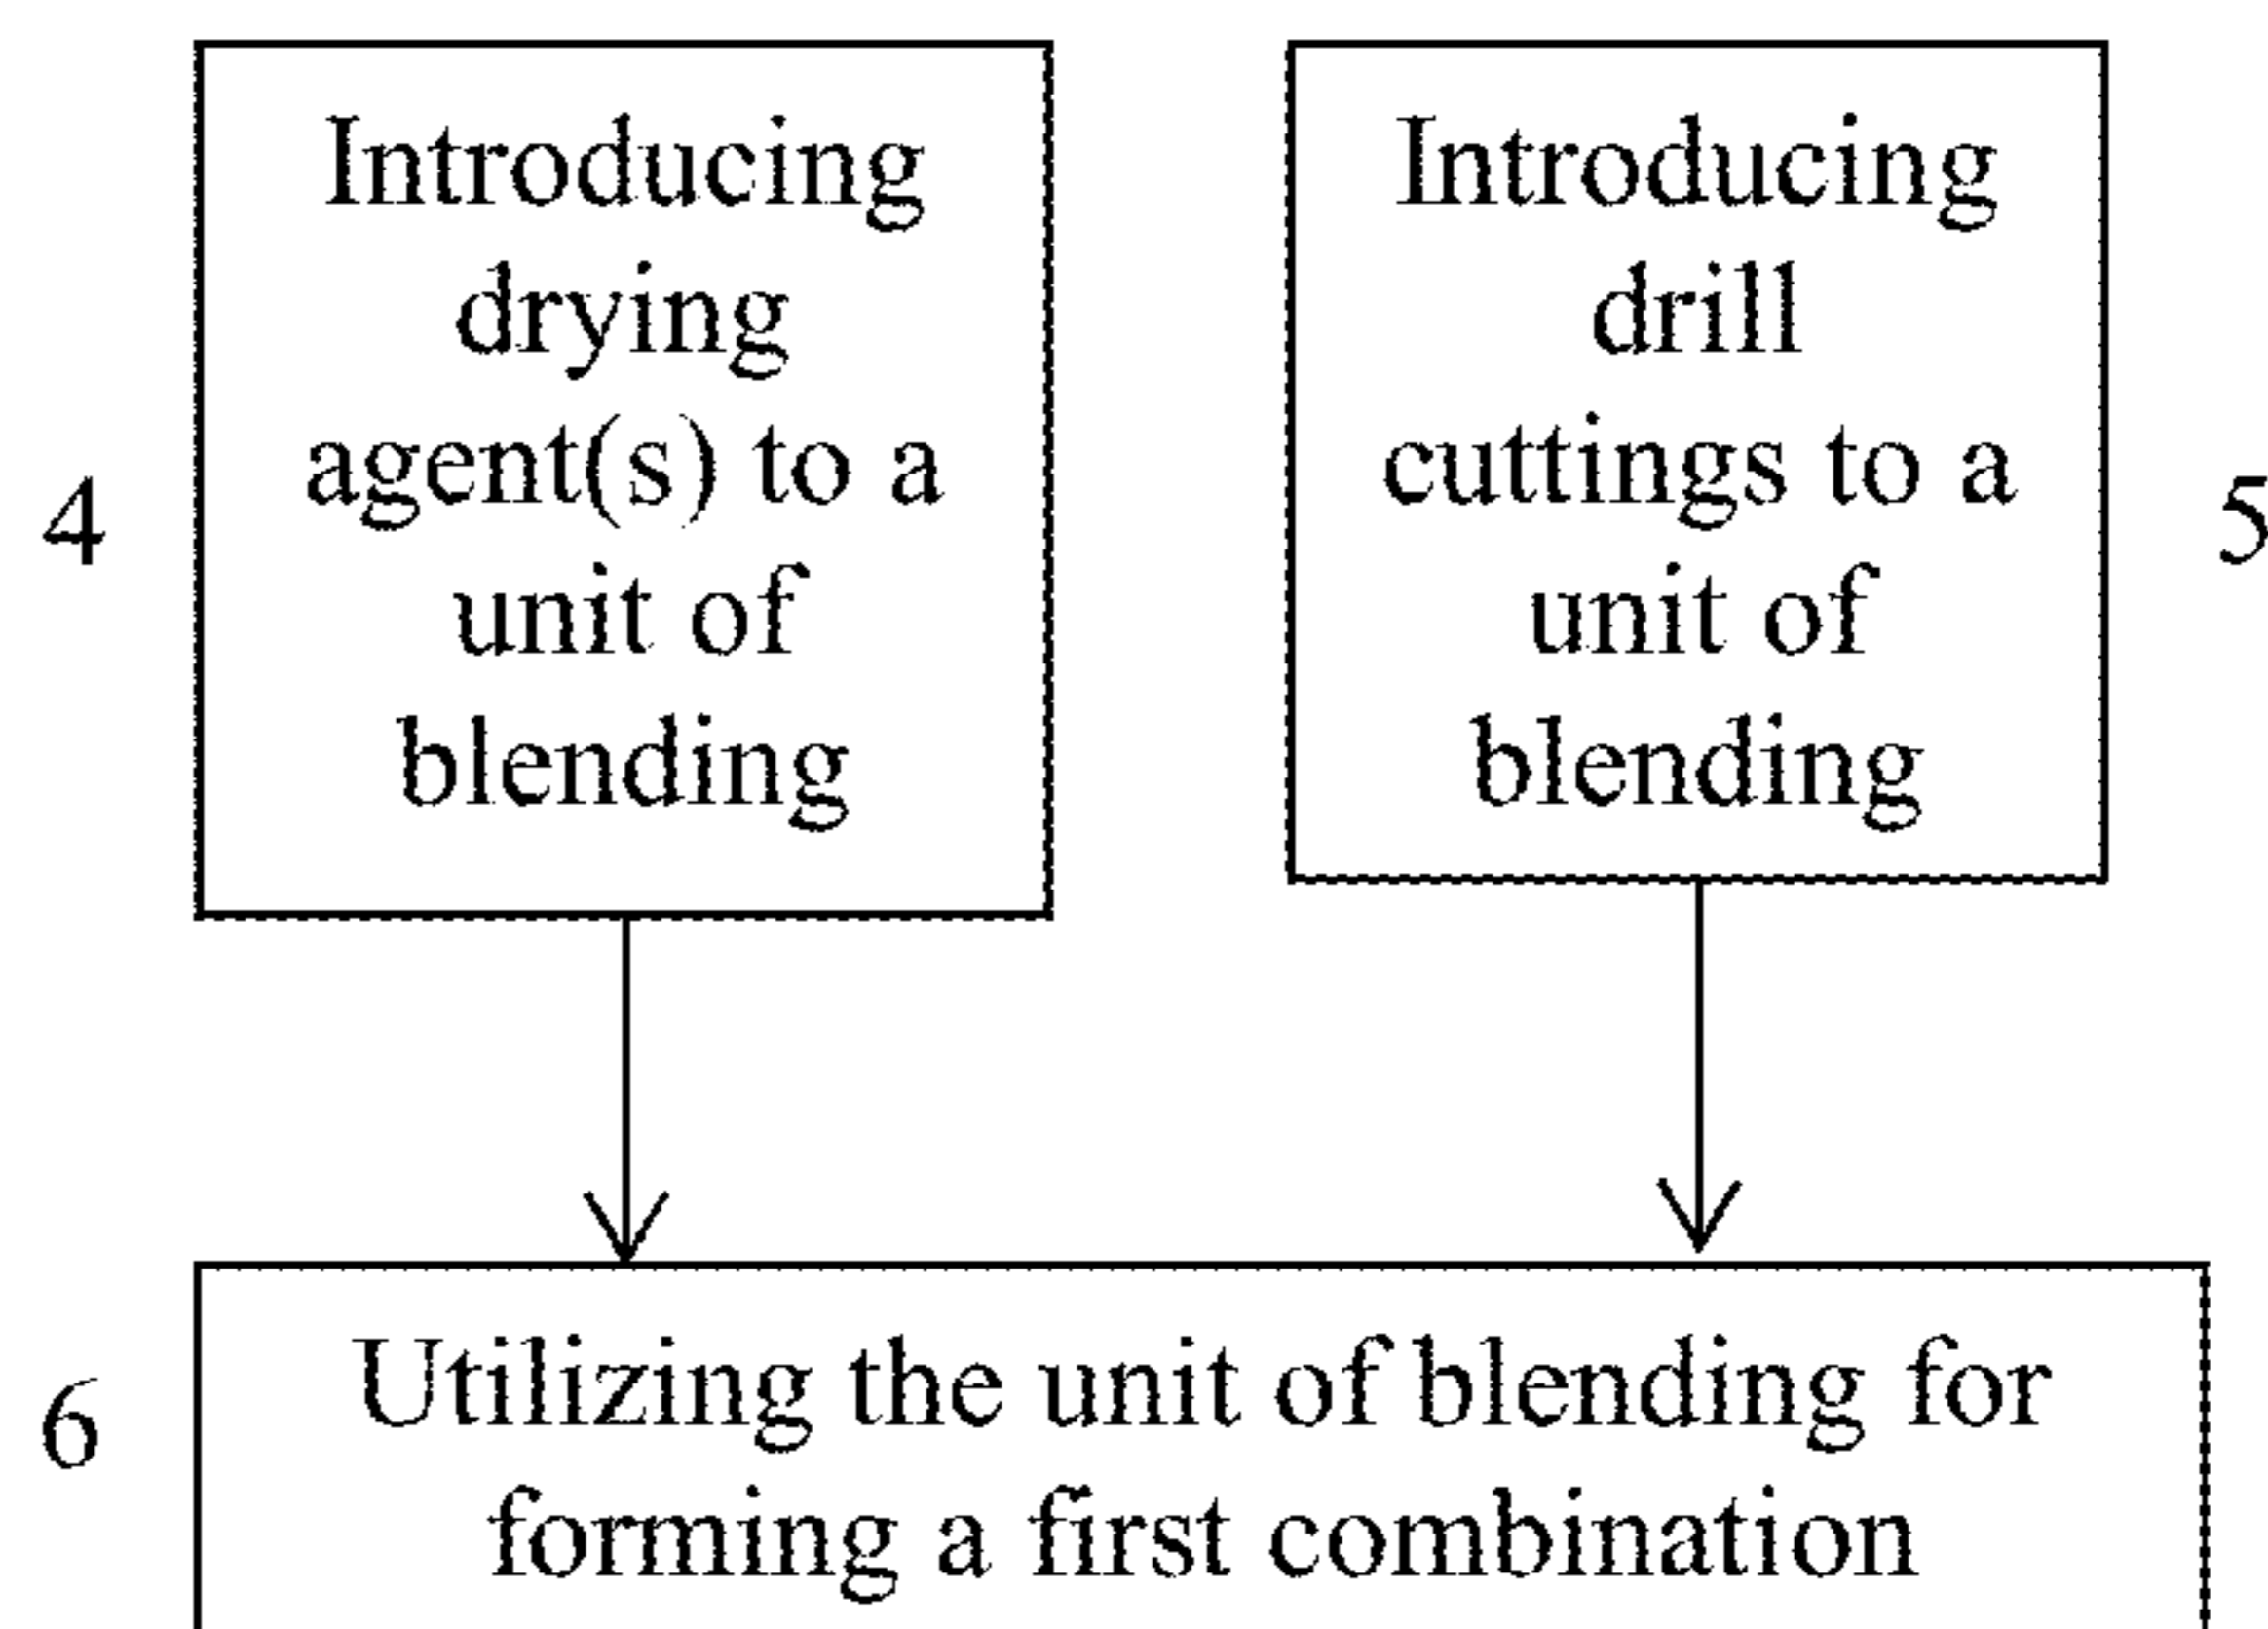 Introducing
drying
agent(s) to a
unit of
blending
4
Introducing
drill
cuttings to a
unit of
blending
5
6
Utilizing the unit of blending for
forming a first combination